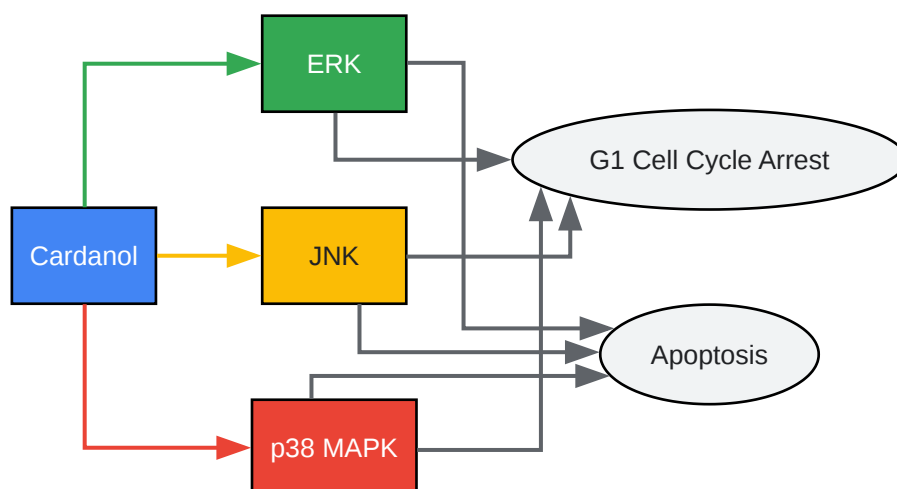 ERK
G1 Cell Cycle Arrest
Cardanol
JNK
Apoptosis
p38 MAPK